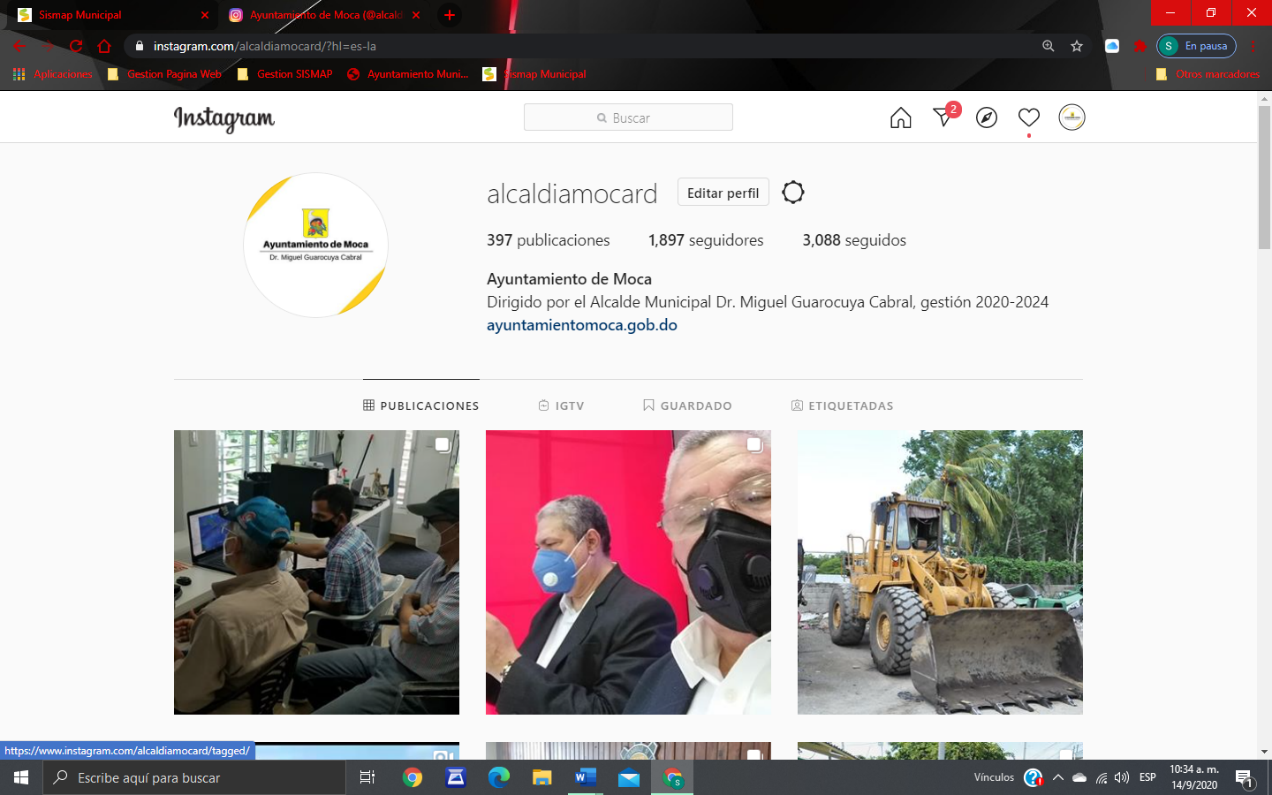 Sismap Municipal
Ayuntamiento de Moca (@alcald
instagram.com/alcaldiamocard/?hl=es-la
En pausa
S
Aplicaciones
Gestion Pagina Web
Gestion SISMAP
Ayuntamiento Muni...
Sismap Municipal
Otros marcadores
Instagram
Buscar
2
alcaldiamocard
Editar perfil
397 publicaciones
1,897 seguidores
3,088 seguidos
Ayuntamiento de Moca
Dr. Miguel Guarocuya Cabral
Ayuntamiento de Moca
Dirigido por el Alcalde Municipal Dr. Miguel Guarocuya Cabral, gestión 2020-2024
ayuntamientomoca.gob.do
PUBLICACIONES
IGTV
GUARDADO
ETIQUETADAS
https://www.instagram.com/alcaldiamocard/tagged/
Escribe aquí para buscar
Vínculos
ESP
10:34 a. m.
14/9/2020
1